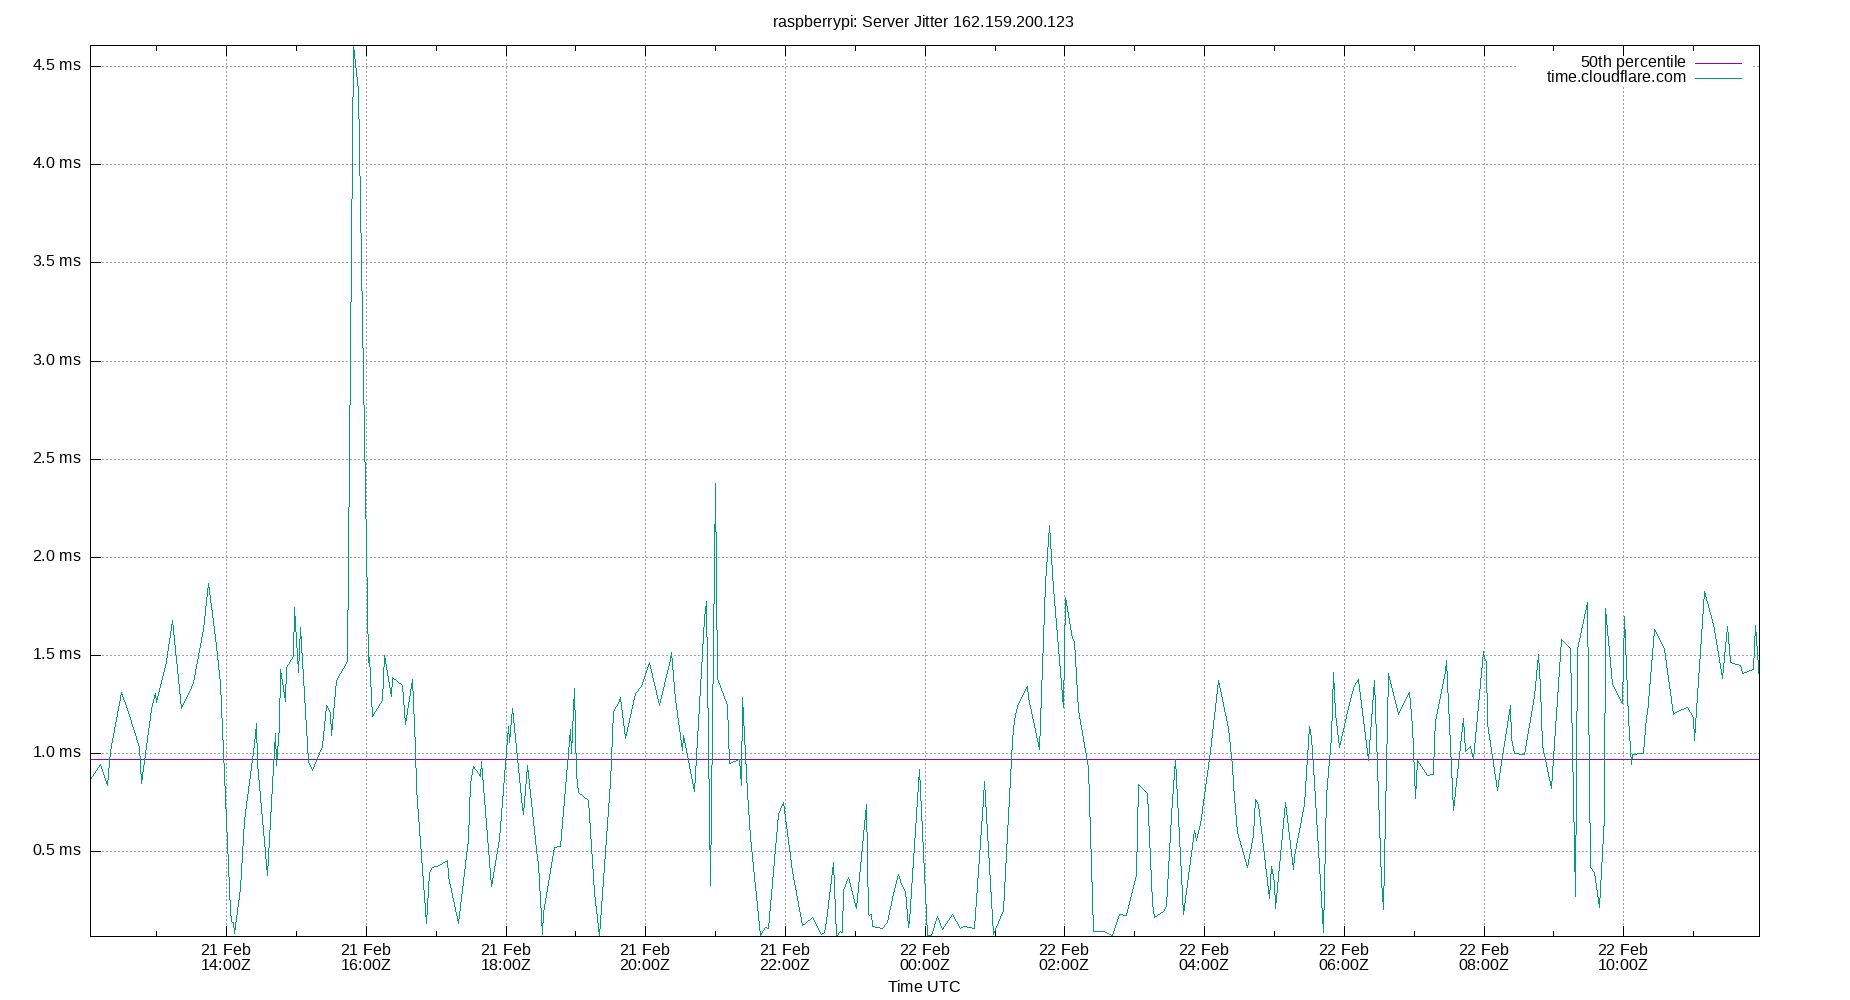 raspberrypi: Server Jitter 162.159.200.123
50th percentile
time.cloudflare.com
4.5 ms
4.0 ms
3.5 ms
3.0 ms
2.5 ms
2.0 ms
1.5 ms
1.0 ms
0.5 ms
21 Feb 21 Feb 21 Feb 21 Feb 21 Feb 22 Feb 22 Feb 22 Feb 22 Feb 22 Feb 22 Feb
14:00Z 16:00Z 18:00Z 20:00Z 22:00Z 00:00Z 02:00Z 04:00Z 06:00Z 08:00Z 10:00Z
Time UTC